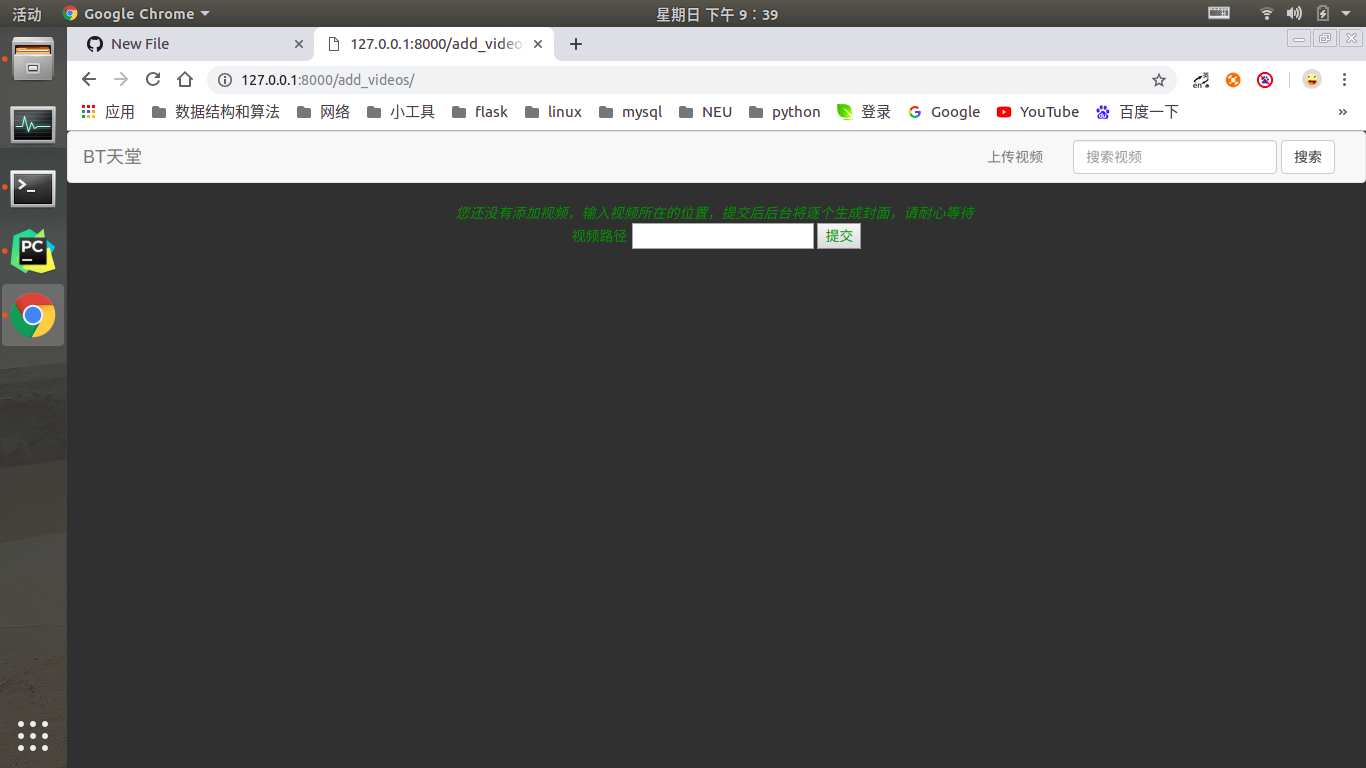 活动
Google Chrome
星期日 下午 9：39
New File
127.0.0.1:8000/add_video
127.0.0.1:8000/add_videos/
en
英
应用
数据结构和算法
网络
小工具
flask
linux
mysql
NEU
python
登录
Google
YouTube
百度一下
»
BT天堂
上传视频
搜索视频
搜索
您还没有添加视频，输入视频所在的位置，提交后后台将逐个生成封面，请耐心等待
视频路径
提交
PC